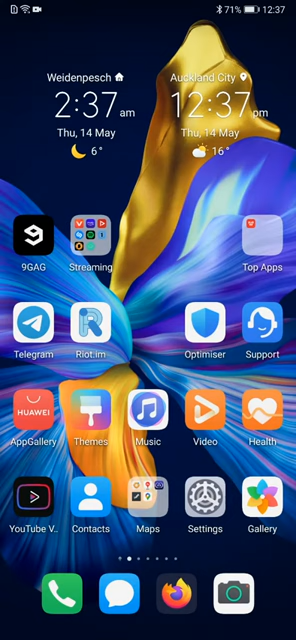 71% 12:37
Weidenpesch
Auckland City
2:37 am
12:37 pm
Thu, 14 May
Thu, 14 May
6°
16°
9GAG
Streaming
Top Apps
Telegram
Riot.im
Optimiser
Support
HUAWEI
AppGallery
Themes
Music
Video
Health
YouTube V..
Contacts
Maps
Settings
Gallery